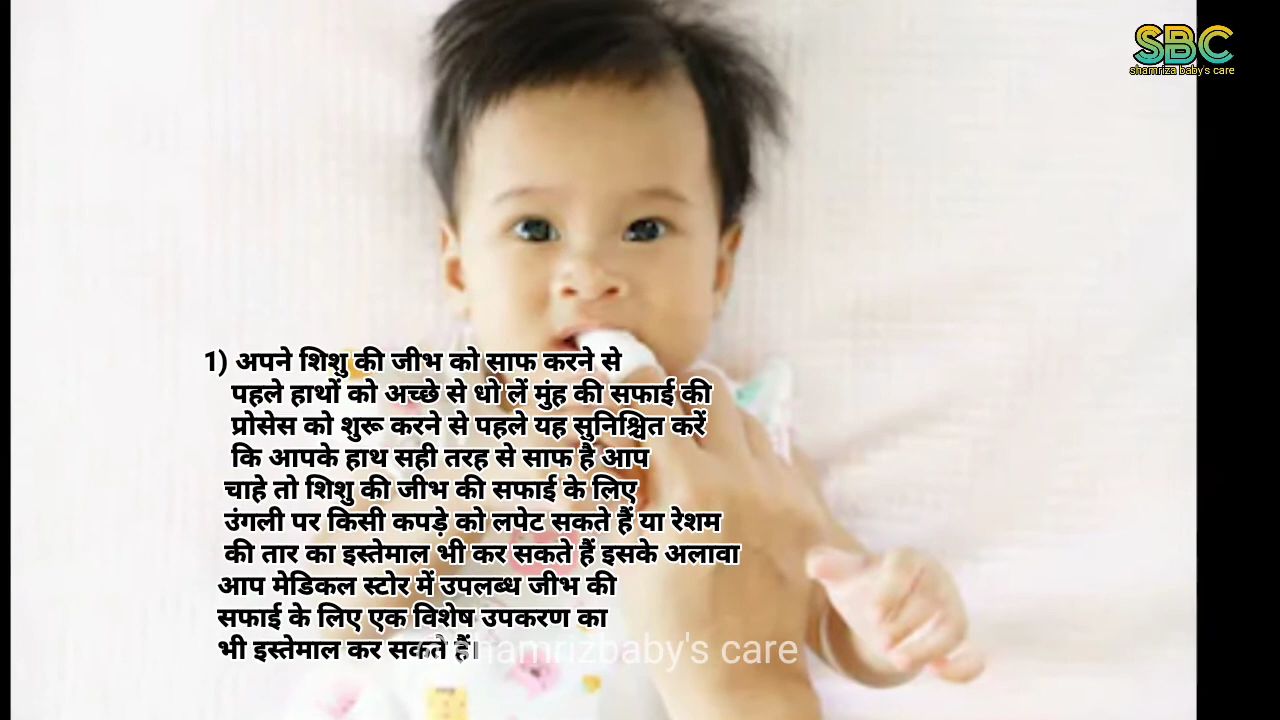 SBC
shamriza baby's care
1) अपने शिशु की जीभ को साफ करने से
पहले हाथों को अच्छे से धो लें मुंह की सफाई की
प्रोसेस को शुरू करने से पहले यह सुनिश्चित करें
कि आपके हाथ सही तरह से साफ है आप
चाहे तो शिशु की जीभ की सफाई के लिए
उंगली पर किसी कपड़े को लपेट सकते हैं या रेशम
की तार का इस्तेमाल भी कर सकते हैं इसके अलावा
आप मेडिकल स्टोर में उपलब्ध जीभ की
सफाई के लिए एक विशेष उपकरण का
भी इस्तेमाल कर सकते हैं।
baby's care